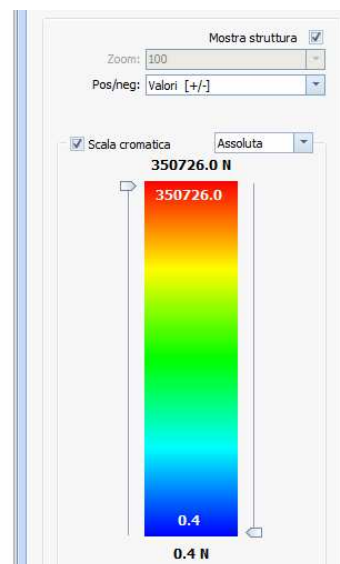 Mostra struttura
Zoom: 100
Pos/neg: Valori [+/-]
Scala cromatica Assoluta
350726.0 N
350726.0
0.4
0.4 N